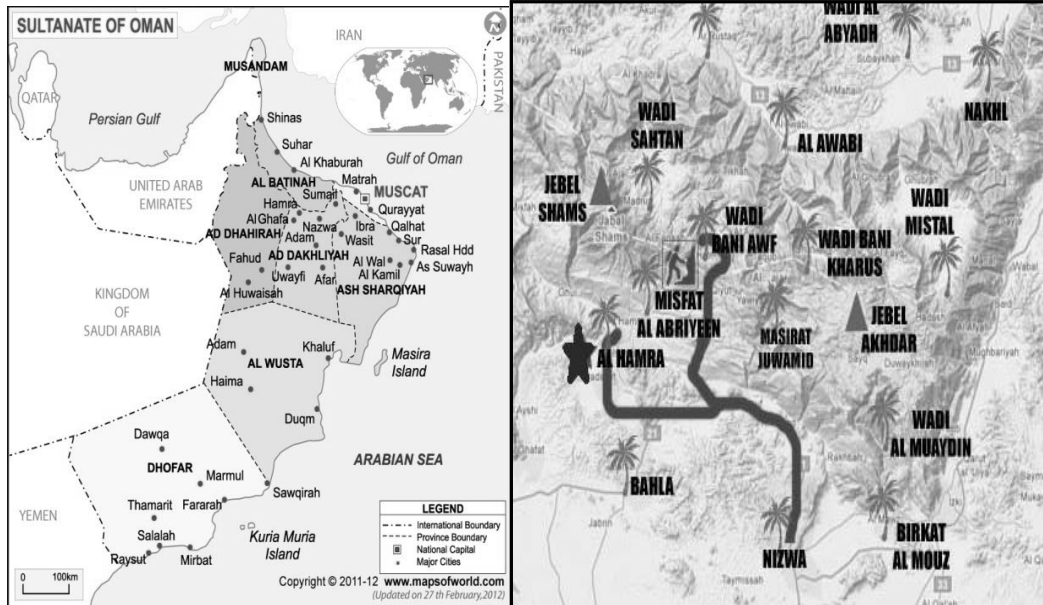 SULTANATE OF OMAN
IRAN
PAKISTAN
MUSANDAM
QATAR
Persian Gulf
Shinas
Suhar
Al Khaburah
Gulf of Oman
UNITED ARAB
EMIRATES
AL BATINAH
Matrah
MUSCAT
Sumail
Hamra
Qurayyat
Al Ghafa
Ibra
Qalhat
Nazwa
Wasit
Sur
AD DHAHIRAH
Adam
Rasal Hdd
AD DAKHLIYAH
Fahud
Al Wal
As Suwayh
Uwayfi
Afar
Al Kamil
Al Huwaisah
ASH SHARQIYAH
KINGDOM
OF
SAUDI ARABIA
Adam
Khaluf
AL WUSTA
Masira
Island
Haima
Duqm
Dawqa
ARABIAN SEA
DHOFAR
Marmul
Sawqirah
Thamarit
Fararah
YEMEN
Salalah
Kuria Muria
Island
Raysut
Mirbat
LEGEND
International Boundary
Province Boundary
National Capital
Major Cities
0 100km
Copyright © 2011-12 www.mapsofworld.com
(Updated on 27 th February,2012)
WADI AL
ABYADH
WADI
SAHTAN
NAKHL
AL AWABI
JEBEL
SHAMS
WADI
BANI AWF
WADI
MISTAL
WADI BANI
KHARUS
MISFAT
AL ABRIYEEN
JEBEL
AKHDAR
MASIRAT
JUWAMID
AL HAMRA
WADI
AL MUAYDIN
BAHLA
BIRKAT
AL MOUZ
NIZWA
Jabrin
Taymissah
Izki